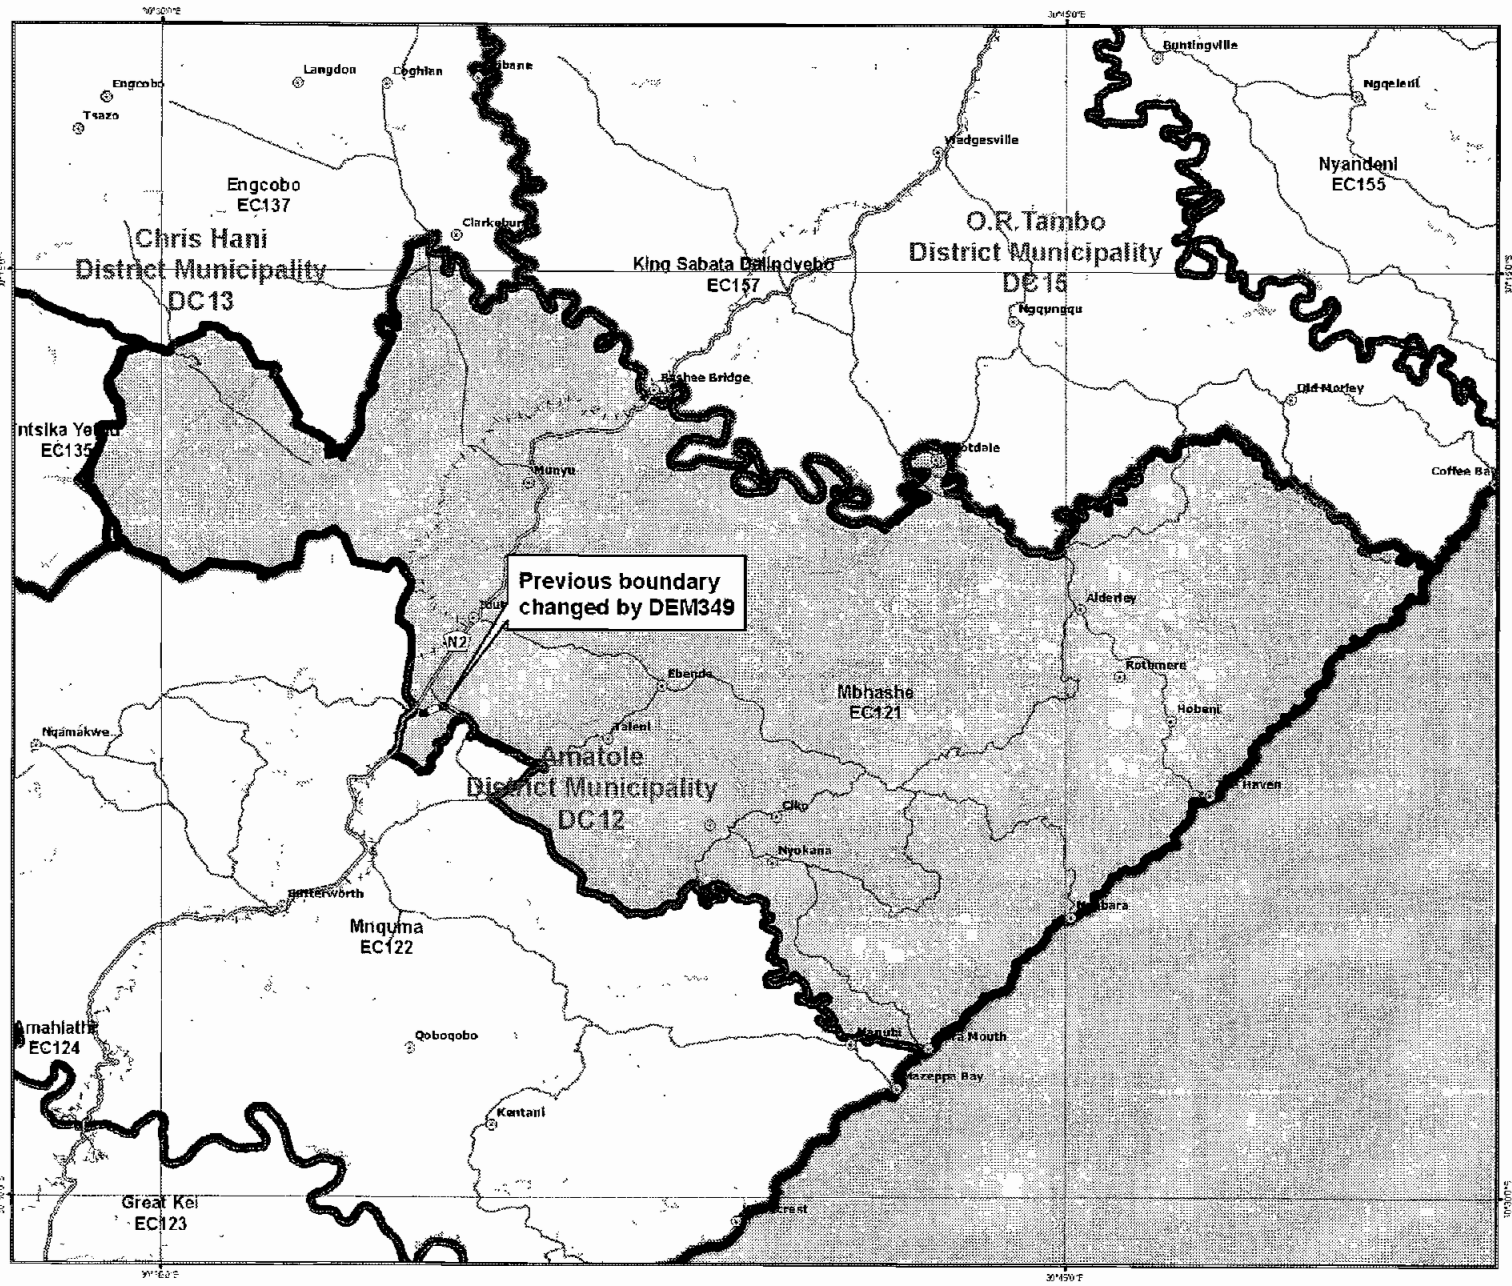 Buntingville
Langdon
Coghlan
Engcobo
Ngqeleni
Tsazo
Wedgesville
Nyandeni
EC155
Engcobo
EC137
Clarkebury
O.R.Tambo
District Municipality
DC15
Chris Hani
District Municipality
DC13
King Sabata Dalindyebo
EC157
Ngqungqu
Bashee Bridge
Old Morley
EC135
Coffee Bay
Munyu
Previous boundary
changed by DEM349
Alderley
N2
Rothmere
Ebende
Mbhashe
EC121
Hobeni
Taleni
Nqamakwe
Amatole
District Municipality
DC12
Haven
Nyokana
Butterworth
Mnquma
EC122
Amahlathi
EC124
Qoboqobo
Manubi
Mouth
Mazeppa Bay
Kentani
Great Kei
EC123